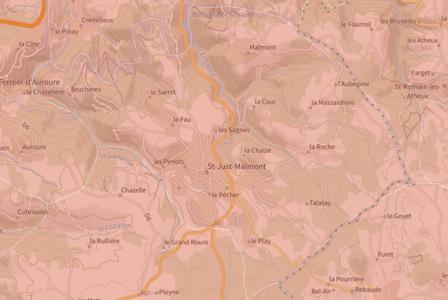 Cremilieux
le Pinay
la Côte
le Fournel
les Bruyères
les Atheux
Malmont
Farget
Ferreol-d'Auroure
la Chazelière
Bruchères
le Sarret
l'Aubépine
St-Romain-les-
Atheux
la Cour
la Massardière
le Fau
les Sagnes
Auroure
la Chaize
la Roche
les Penots
St-Just-Malmont
Chazelle
le Pêcher
Cubrisolles
Talatay
le Goyet
la Rullière
le Grand Roure
le Play
Furet
la Pourrière
Pleyne
Bel-Air
Rebaude